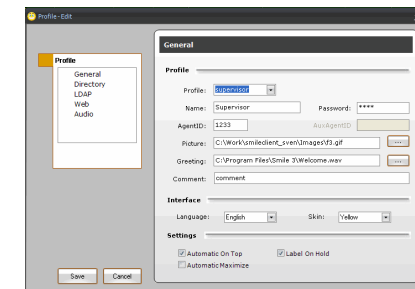 Profile-Edit
General
Profile
General
Directory
LDAP
Web
Audio
Profile
Profile: supervisor
Name: Supervisor Password: ****
AgentID: 1233 AuxAgentID
Picture: C:\Work\smileclient_sven\Images\f3.gif ...
Greeting: C:\Program Files\Smile 3\Welcome.wav ...
Comment: comment
Interface
Language: English Skin: Yellow
Settings
Automatic On Top Label On Hold
Automatic Maximize
Save Cancel